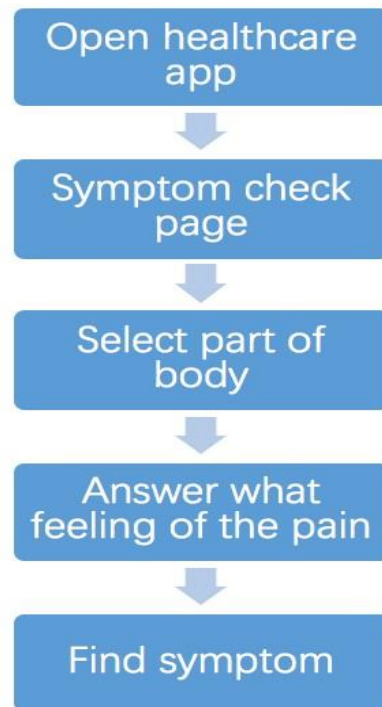 Open healthcare
app
Symptom check
page
Select part of
body
Answer what
feeling of the pain
Find symptom